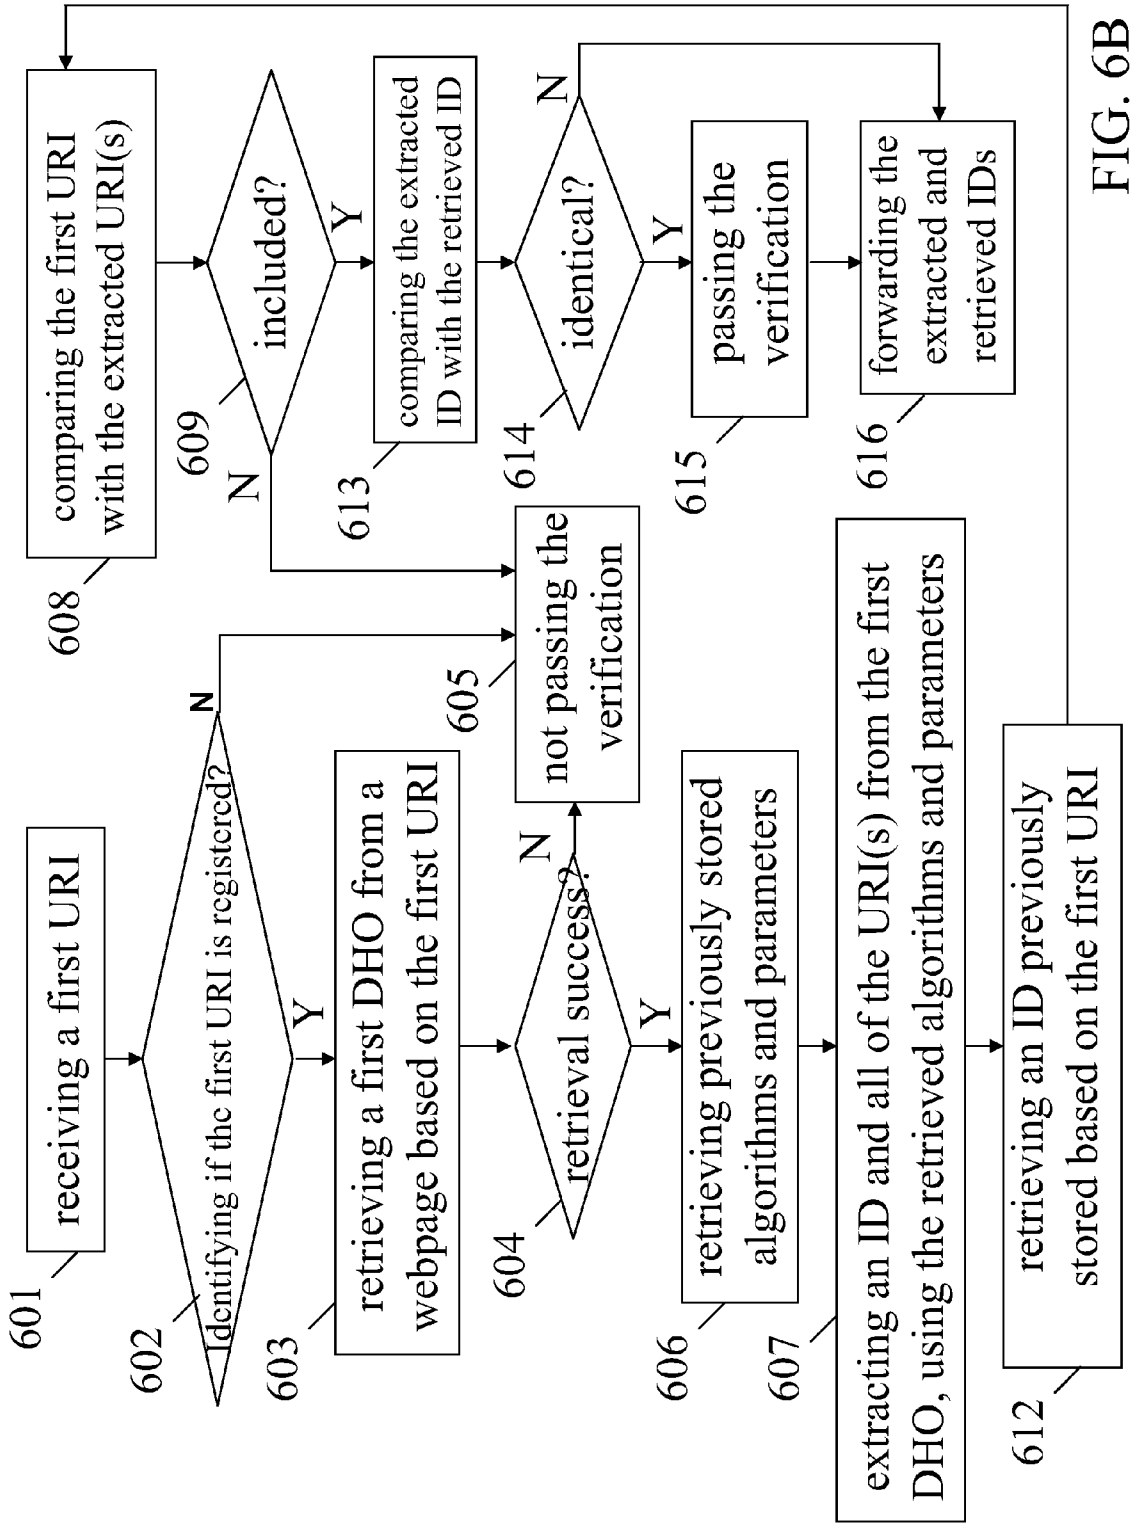 601
receiving a first URI
602
Identifying if the first URI is registered?
N
Y
603
retrieving a first DHO from a
webpage based on the first URI
604
retrieval success?
N
Y
605
not passing the
verification
606
retrieving previously stored
algorithms and parameters
607
extracting an ID and all of the URI(s) from the first
DHO, using the retrieved algorithms and parameters
612
retrieving an ID previously
stored based on the first URI
608
comparing the first URI
with the extracted URI(s)
609
included?
N
Y
613
comparing the extracted
ID with the retrieved ID
614
identical?
N
Y
615
passing the
verification
616
forwarding the
extracted and
retrieved IDs
FIG. 6B